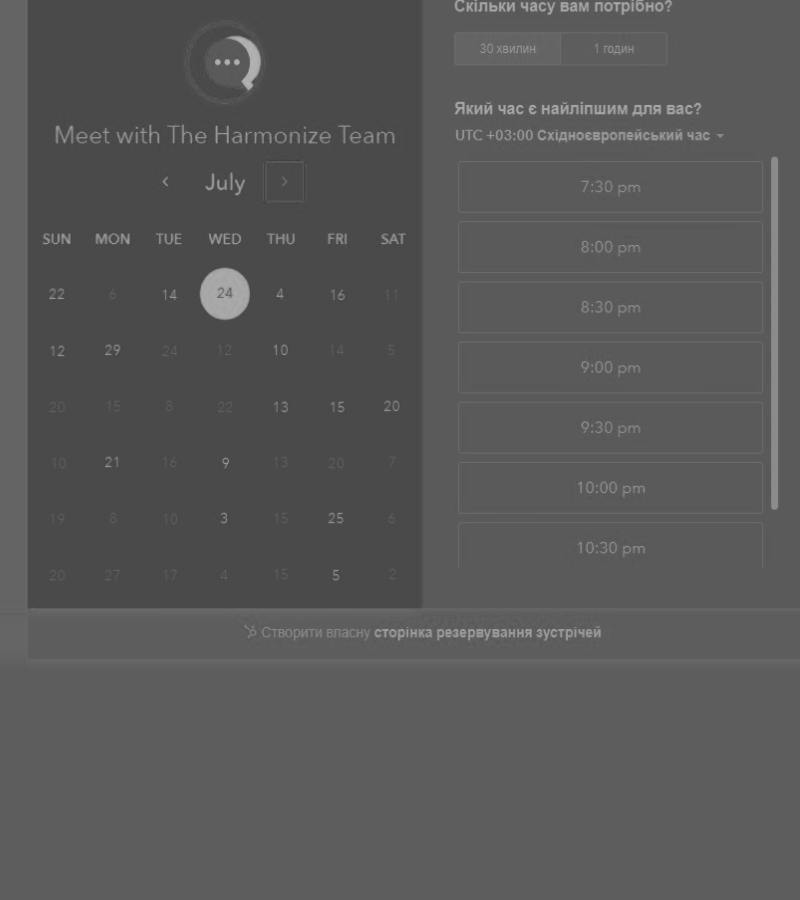 Скільки часу вам потрібно?
30 хвилин 1 годин
Meet with The Harmonize Team
July
SUN MON TUE WED THU FRI SAT
22 6 14 24 4 16 11
12 29 24 12 10 14 5
20 15 8 22 13 15 20
10 21 16 9 13 20 7
19 8 10 3 15 25 6
20 27 17 4 15 5 2
Який час є найліпшим для вас?
UTC +03:00 Східноєвропейський час
7:30 pm
8:00 pm
8:30 pm
9:00 pm
9:30 pm
10:00 pm
10:30 pm
Створити власну сторінка резервування зустрічей